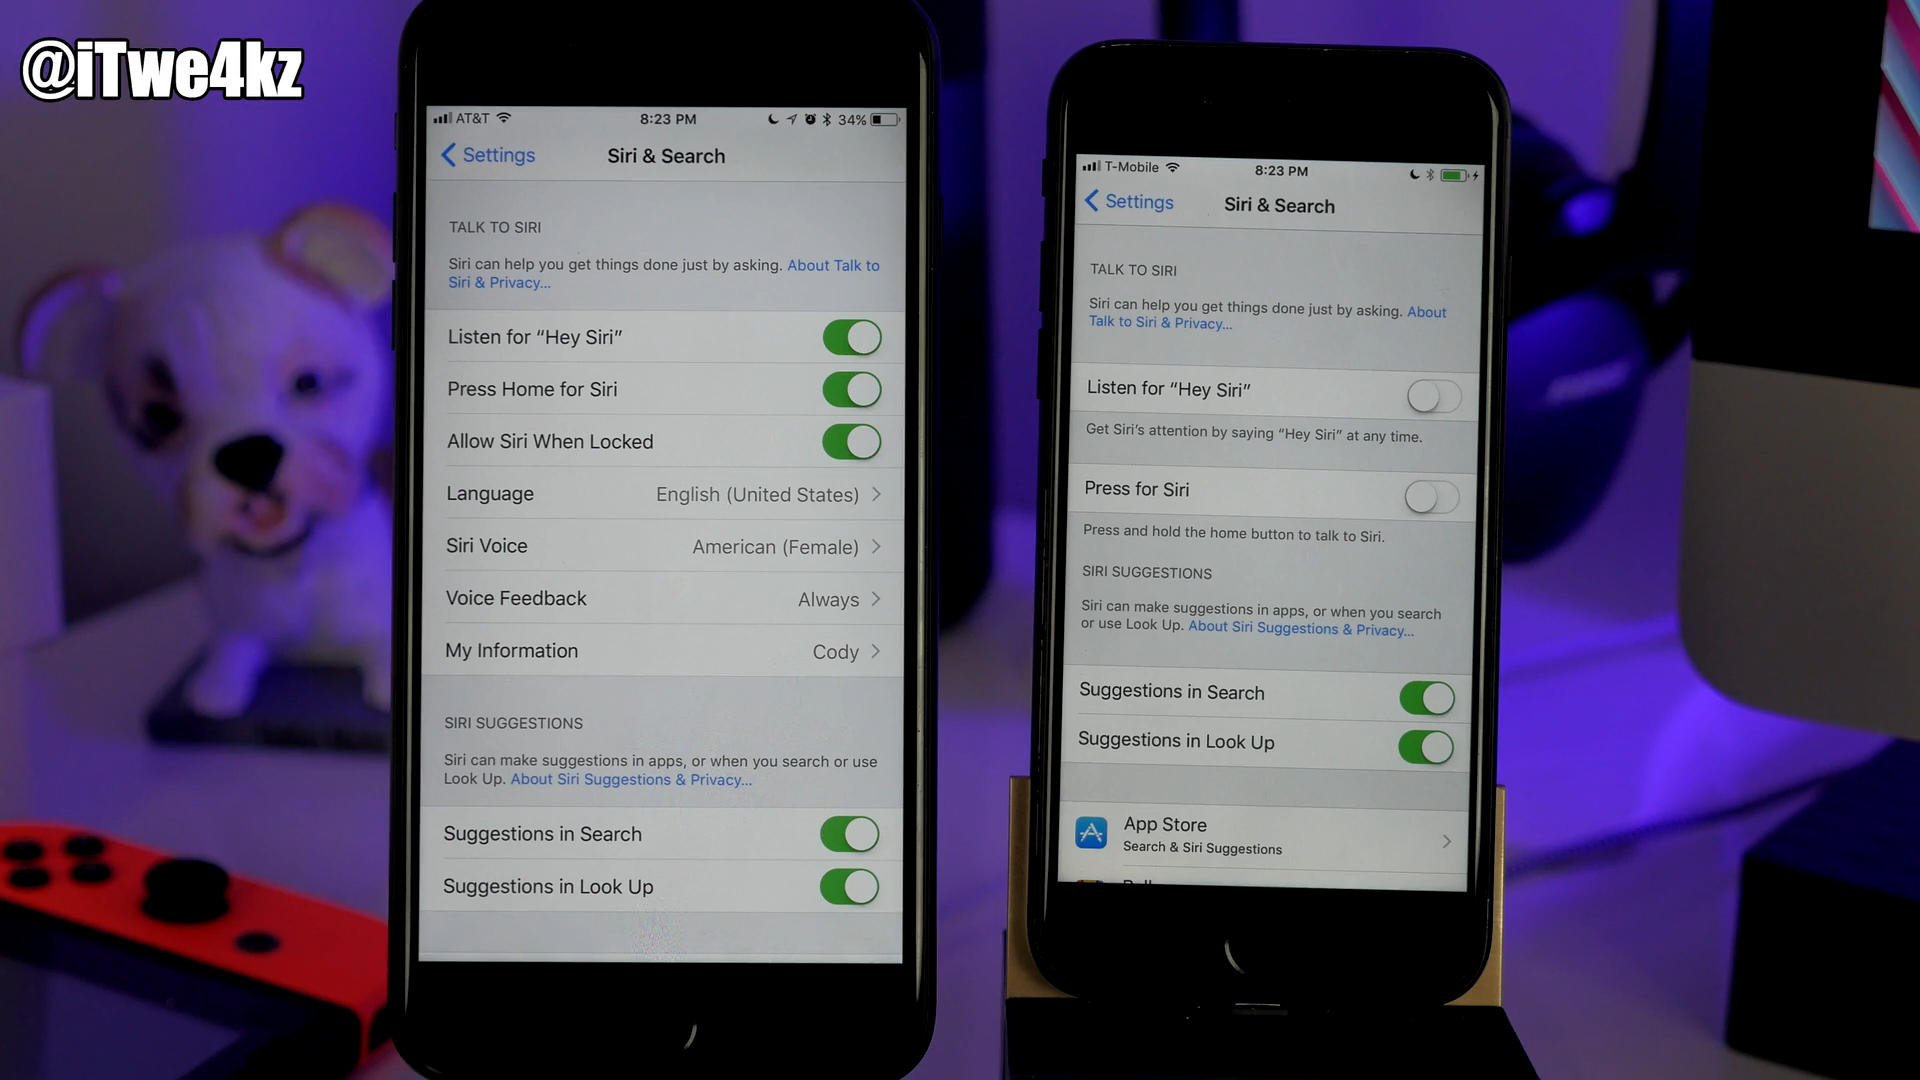 @iTwe4kz
AT&T 8:23 PM 34%
Settings Siri & Search
TALK TO SIRI
Siri can help you get things done just by asking. About Talk to
Siri & Privacy...
Listen for “Hey Siri”
Press Home for Siri
Allow Siri When Locked
Language English (United States)
Siri Voice American (Female)
Voice Feedback Always
My Information Cody
SIRI SUGGESTIONS
Siri can make suggestions in apps, or when you search or use
Look Up. About Siri Suggestions & Privacy...
Suggestions in Search
Suggestions in Look Up
T-Mobile 8:23 PM
Settings Siri & Search
TALK TO SIRI
Siri can help you get things done just by asking. About
Talk to Siri & Privacy...
Listen for “Hey Siri”
Get Siri’s attention by saying “Hey Siri” at any time.
Press for Siri
Press and hold the home button to talk to Siri.
SIRI SUGGESTIONS
Siri can make suggestions in apps, or when you search
or use Look Up. About Siri Suggestions & Privacy...
Suggestions in Search
Suggestions in Look Up
App Store
Search & Siri Suggestions